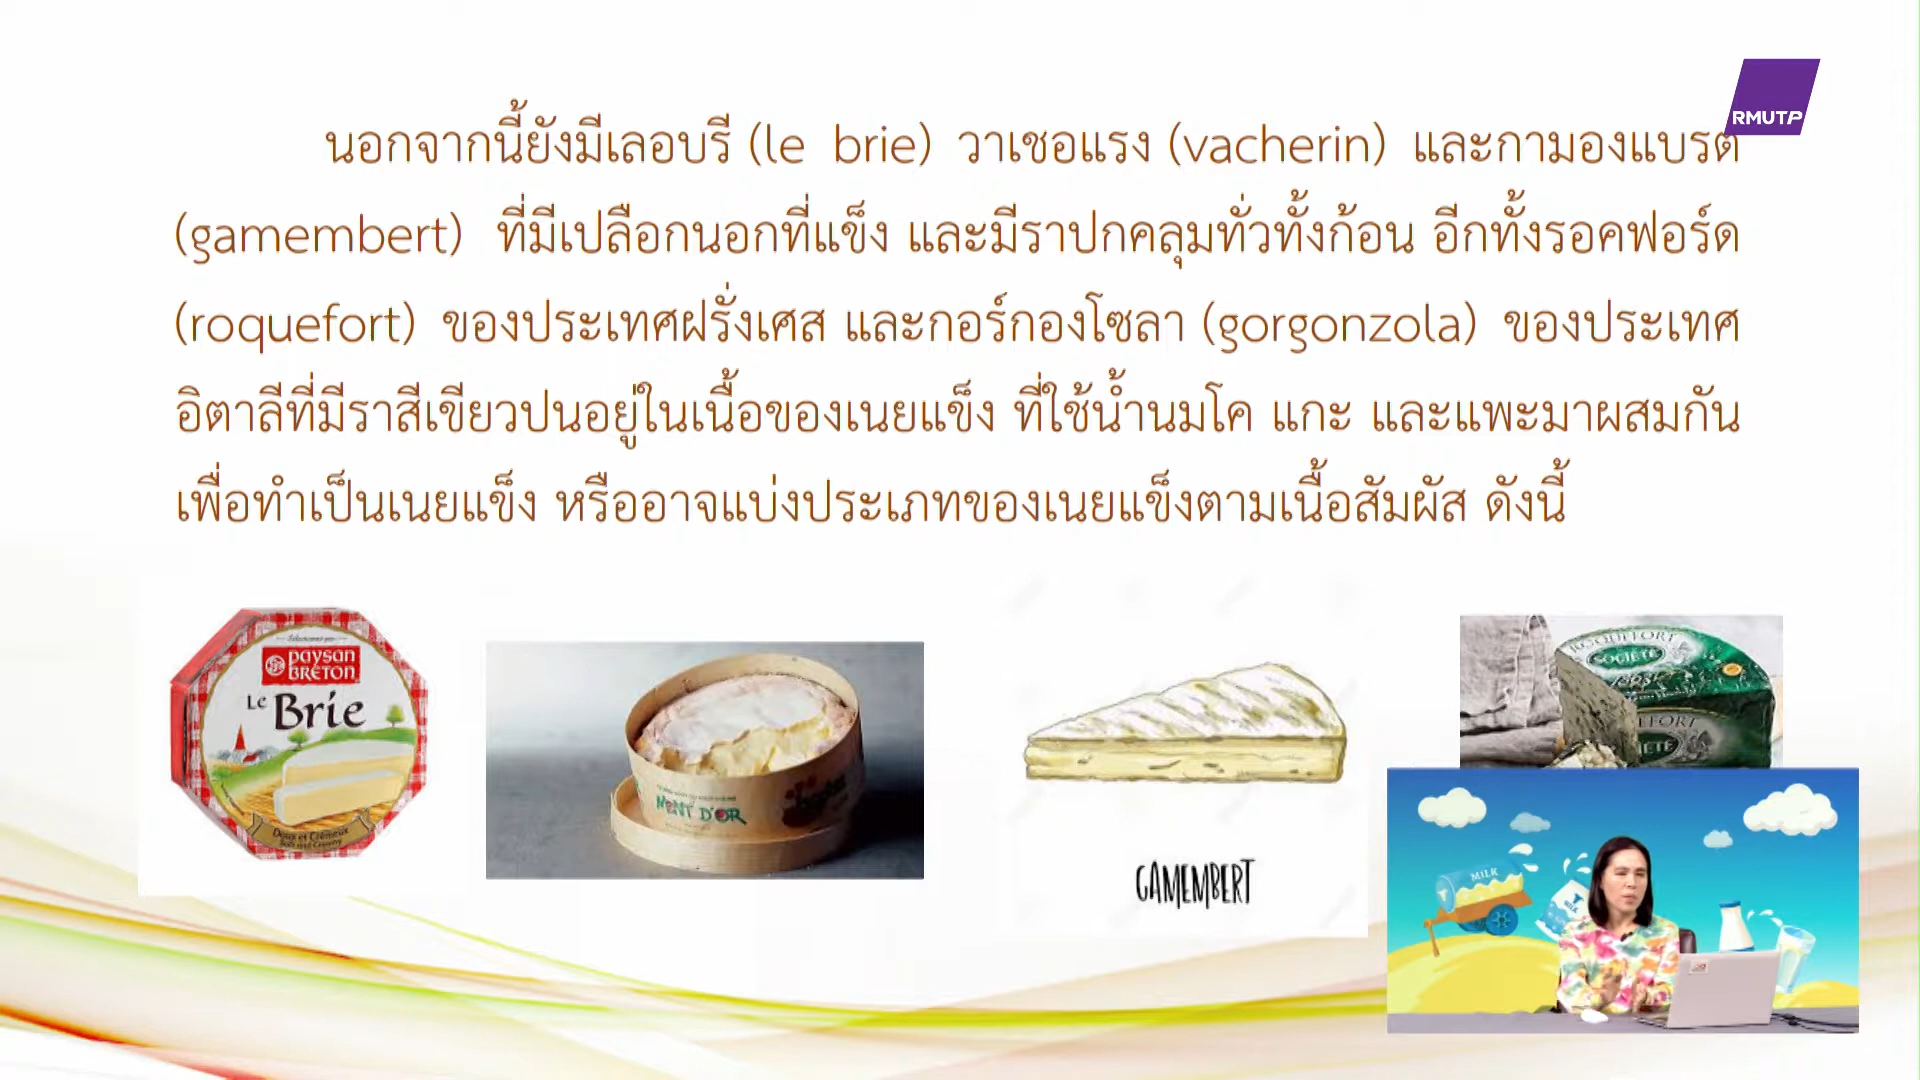 RMUTP
นอกจากนี้ยังมีเลอบรี (le brie) วาเชอแรง (vacherin) และกามองแบรต์
(gamembert) ที่มีเปลือกนอกที่แข็ง และมีราปกคลุมทั่วทั้งก้อน อีกทั้งรอคฟอร์ด
(roquefort) ของประเทศฝรั่งเศส และกอร์กองโซลา (gorgonzola) ของประเทศ
อิตาลีที่มีราสีเขียวปนอยู่ในเนื้อของเนยแข็ง ที่ใช้น้ำนมโค แกะ และแพะมาผสมกัน
เพื่อทำเป็นเนยแข็ง หรืออาจแบ่งประเภทของเนยแข็งตามเนื้อสัมผัส ดังนี้
paysan
BRETON
Le Brie
Doux et Crémeux
Soft and Creamy
MONT D'OR
CAMEMBERT
ROQUEFORT
SOCIÉTÉ
MILK